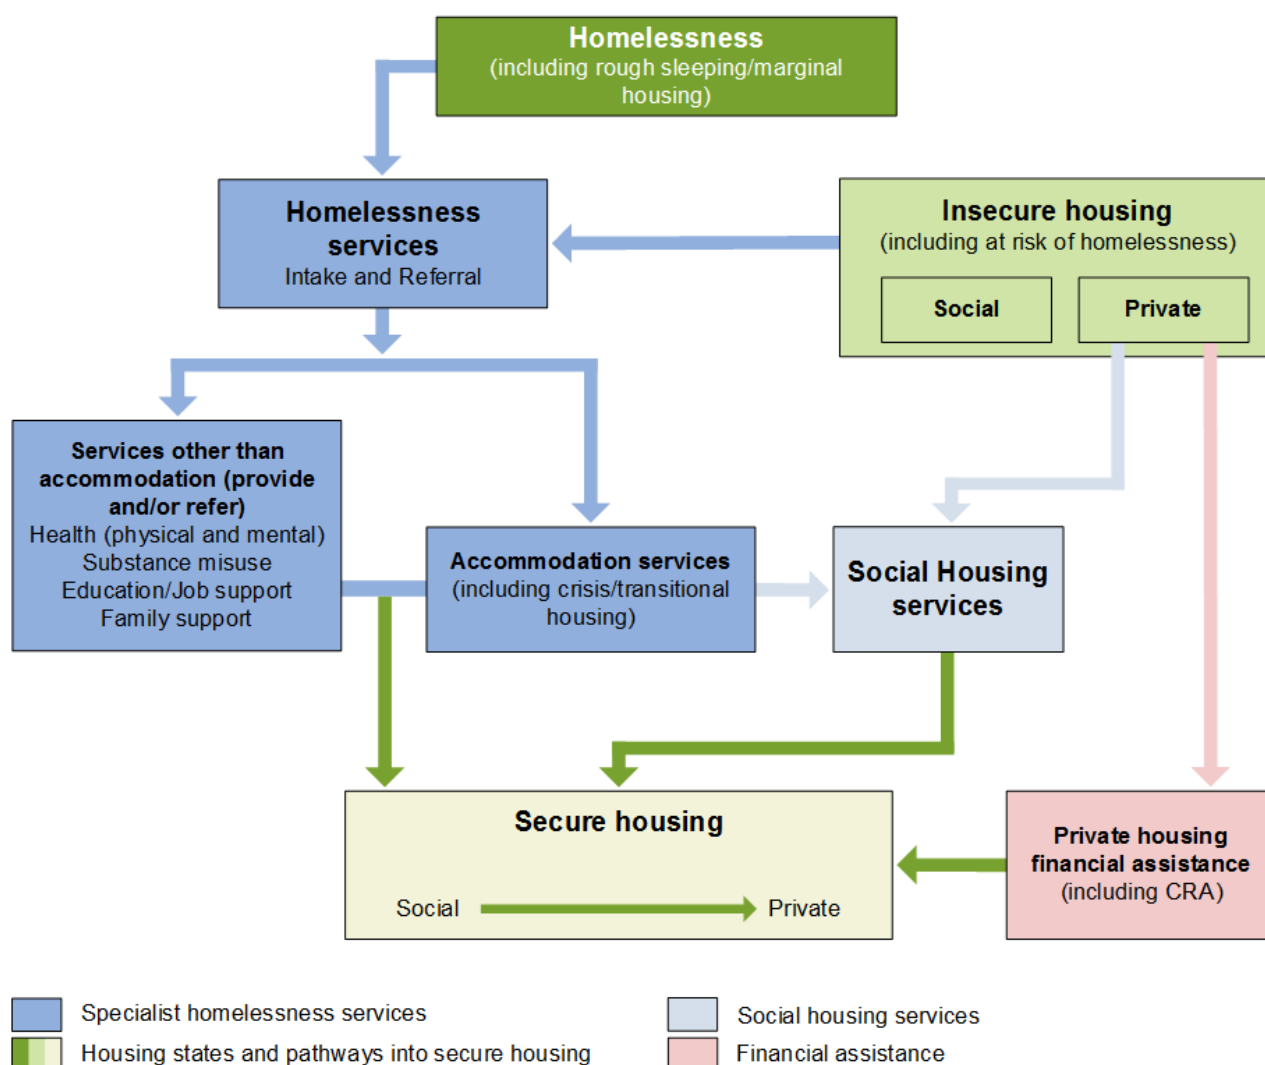 Homelessness
(including rough sleeping/marginal
housing)
Homelessness
services
Intake and Referral
Insecure housing
(including at risk of homelessness)
Social
Private
Services other than
accommodation (provide
and/or refer)
Health (physical and mental)
Substance misuse
Education/Job support
Family support
Accommodation services
(including crisis/transitional
housing)
Social Housing
services
Secure housing
Social
Private
Private housing
financial assistance
(including CRA)
Specialist homelessness services
Social housing services
Housing states and pathways into secure housing
Financial assistance